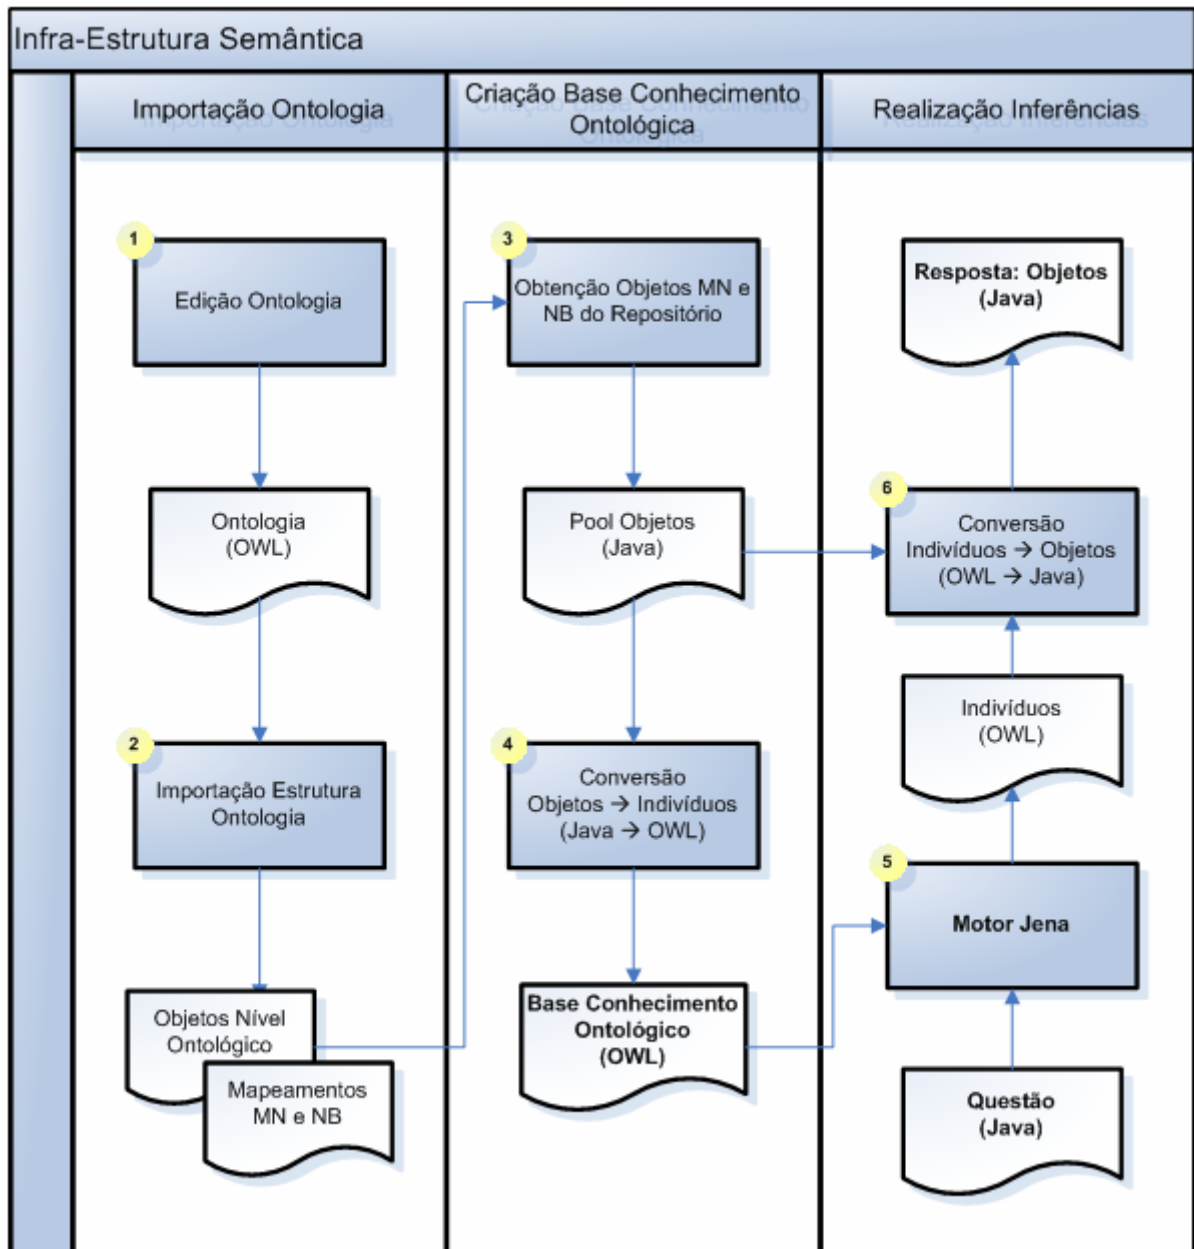 Infra-Estrutura Semântica
Importação Ontologia
Criação Base Conhecimento
Ontológica
Realização Inferências
1
Edição Ontologia
Ontologia
(OWL)
2
Importação Estrutura
Ontologia
Objetos Nível
Ontológico
Mapeamentos
MN e NB
3
Obtenção Objetos MN e
NB do Repositório
Pool Objetos
(Java)
4
Conversão
Objetos → Indivíduos
(Java → OWL)
Base Conhecimento
Ontológico
(OWL)
Resposta: Objetos
(Java)
6
Conversão
Indivíduos → Objetos
(OWL → Java)
Indivíduos
(OWL)
5
Motor Jena
Questão
(Java)